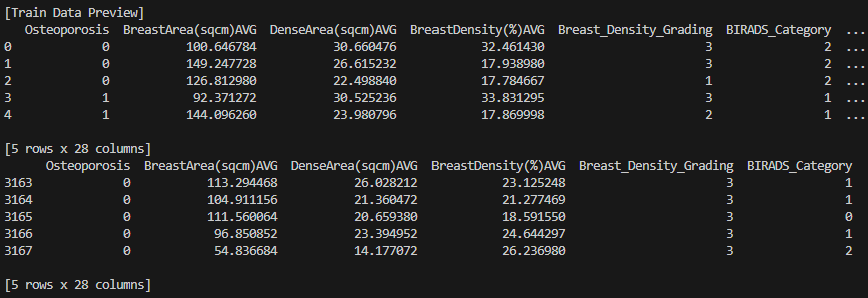 [Train Data Preview]
Osteoporosis BreastArea(sqcm)AVG DenseArea(sqcm)AVG BreastDensity(%)AVG Breast_Density_Grading BIRADS_Category ...
0 0 100.646784 30.660476 32.461430 3 2 ...
1 0 149.247728 26.615232 17.938980 3 2 ...
2 0 126.812980 22.498840 17.784667 1 2 ...
3 1 92.371272 30.525236 33.831295 3 1 ...
4 1 144.096260 23.980796 17.869998 2 1 ...
[5 rows x 28 columns]
Osteoporosis BreastArea(sqcm)AVG DenseArea(sqcm)AVG BreastDensity(%)AVG Breast_Density_Grading BIRADS_Category
3163 0 113.294468 26.028212 23.125248 3 1
3164 0 104.911156 21.360472 21.277469 3 1
3165 0 111.560064 20.659380 18.591550 3 0
3166 0 96.850852 23.394952 24.644297 3 1
3167 0 54.836684 14.177072 26.236980 3 2
[5 rows x 28 columns]